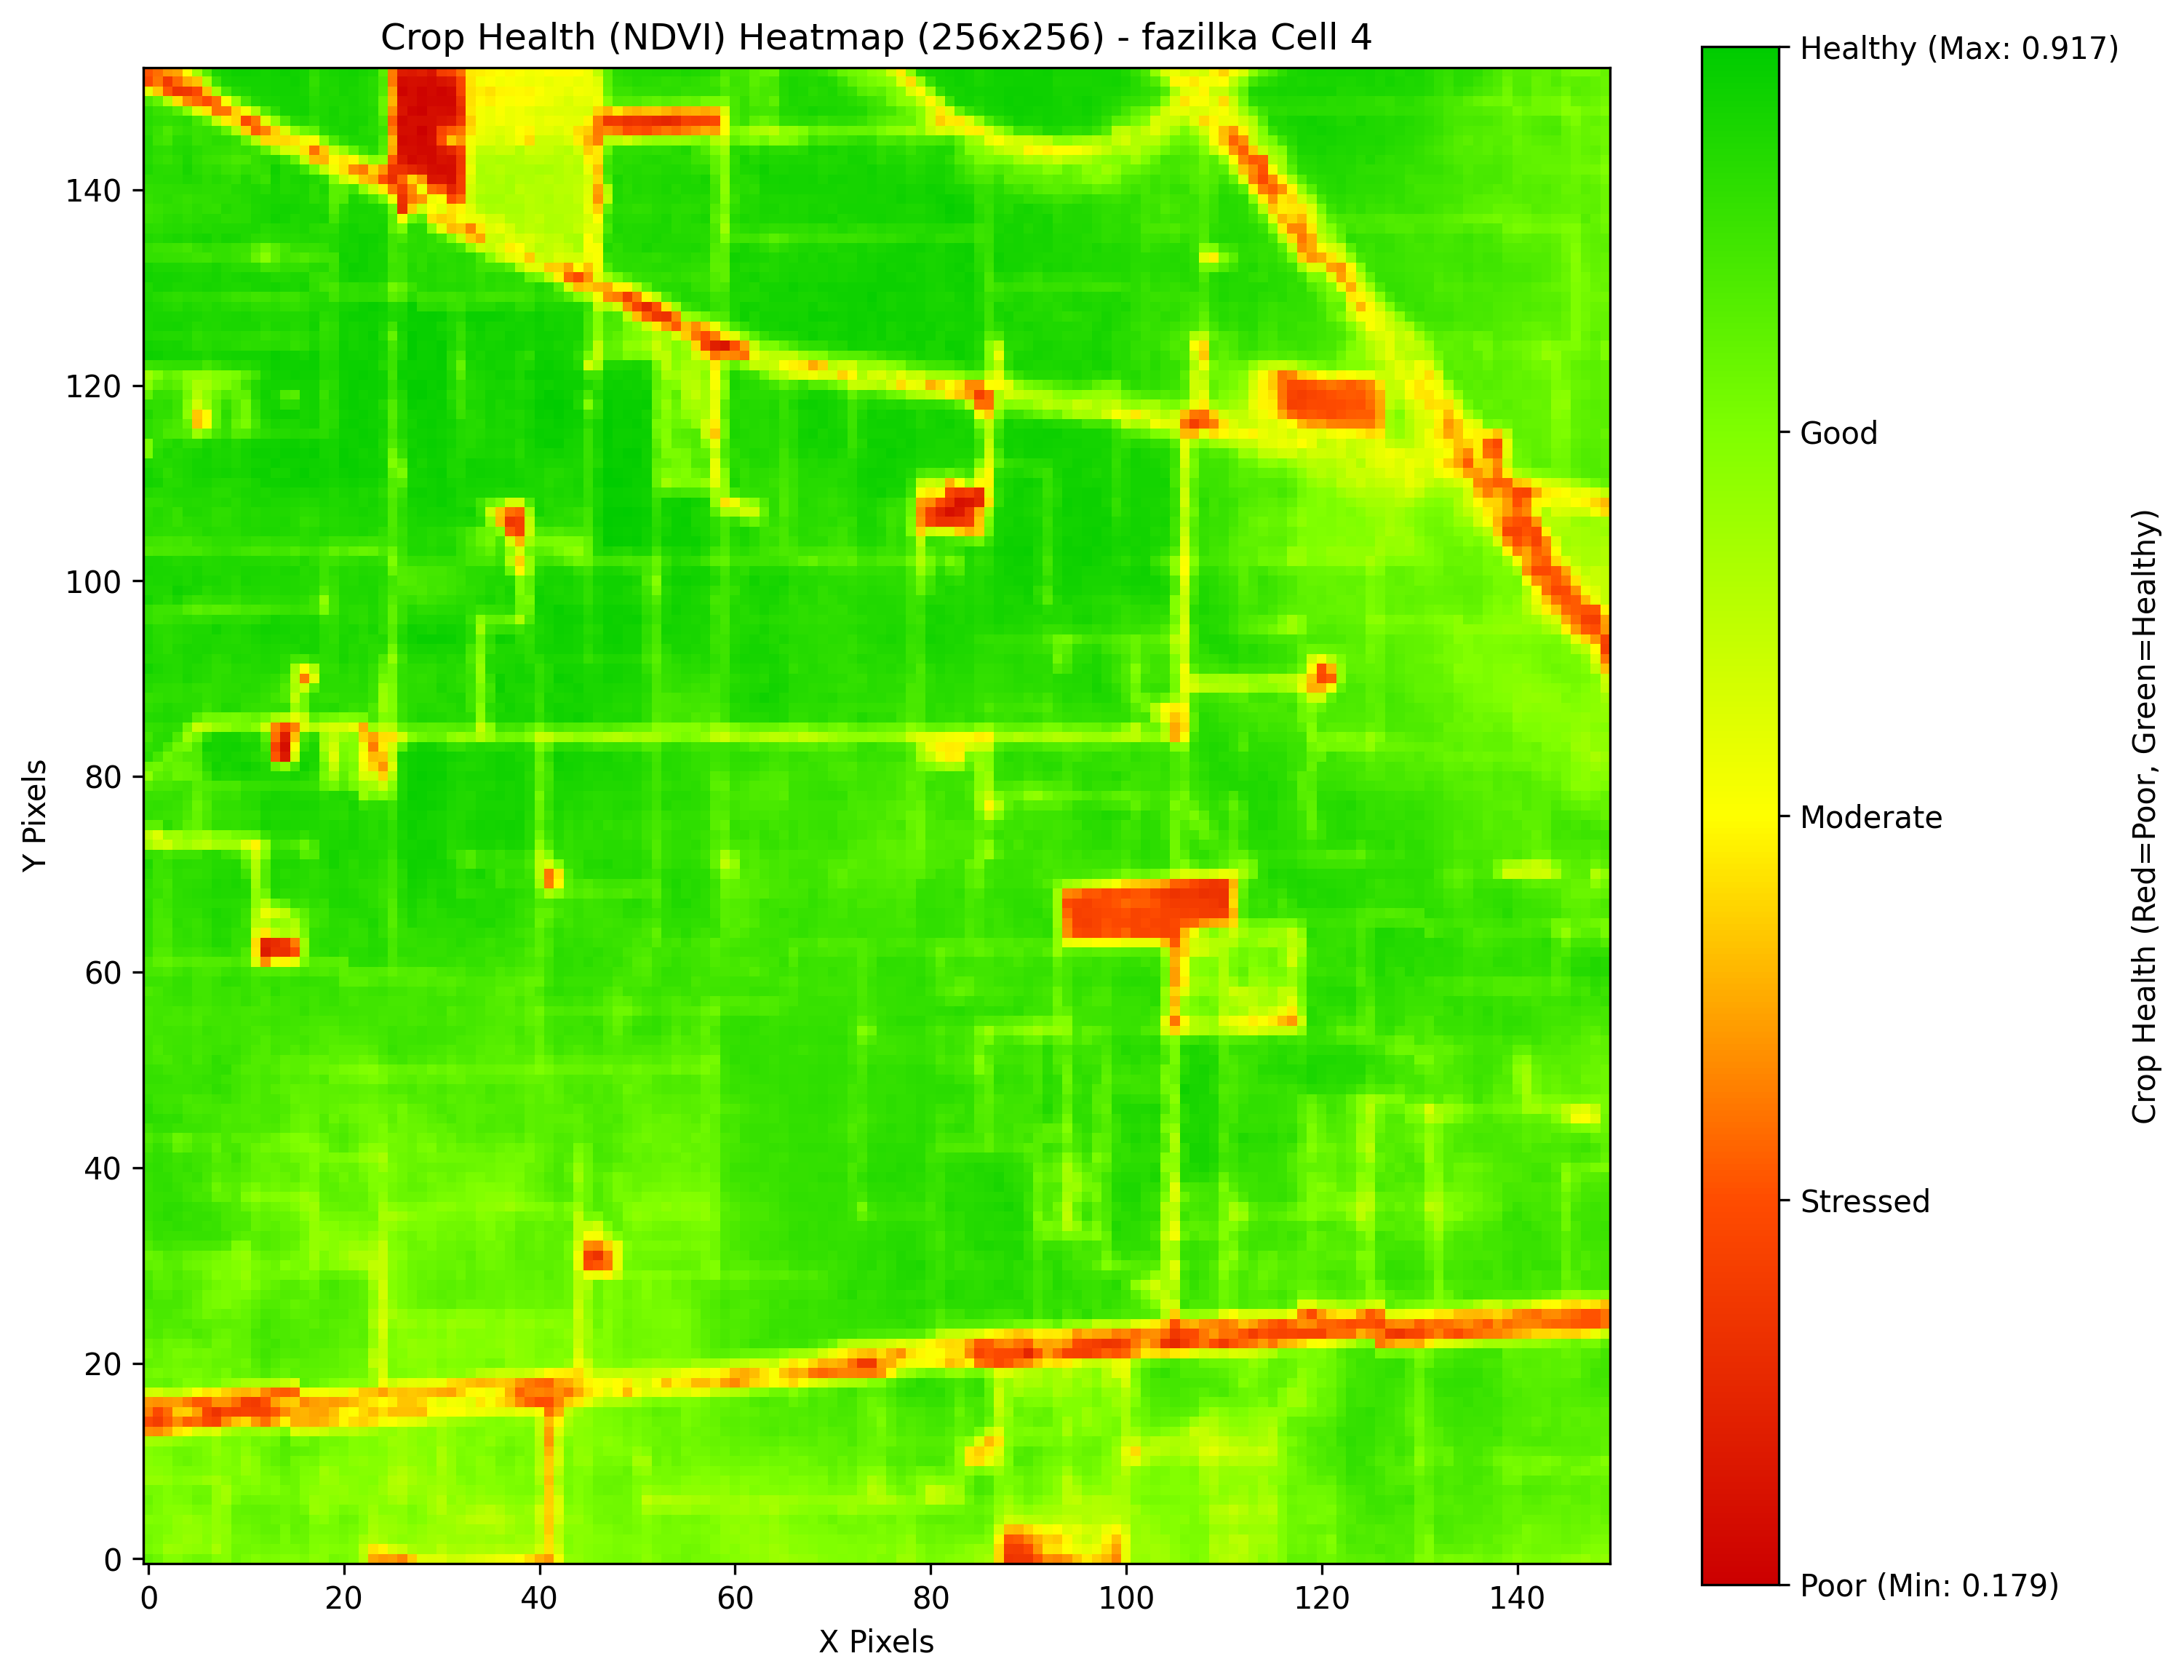 Crop Health (NDVI) Heatmap (256x256) - fazilka Cell 4
Healthy (Max: 0.917)
Good
Moderate
Stressed
Poor (Min: 0.179)
Crop Health (Red=Poor, Green=Healthy)
Y Pixels
140
120
100
80
60
40
20
0
0 20 40 60 80 100 120 140
X Pixels